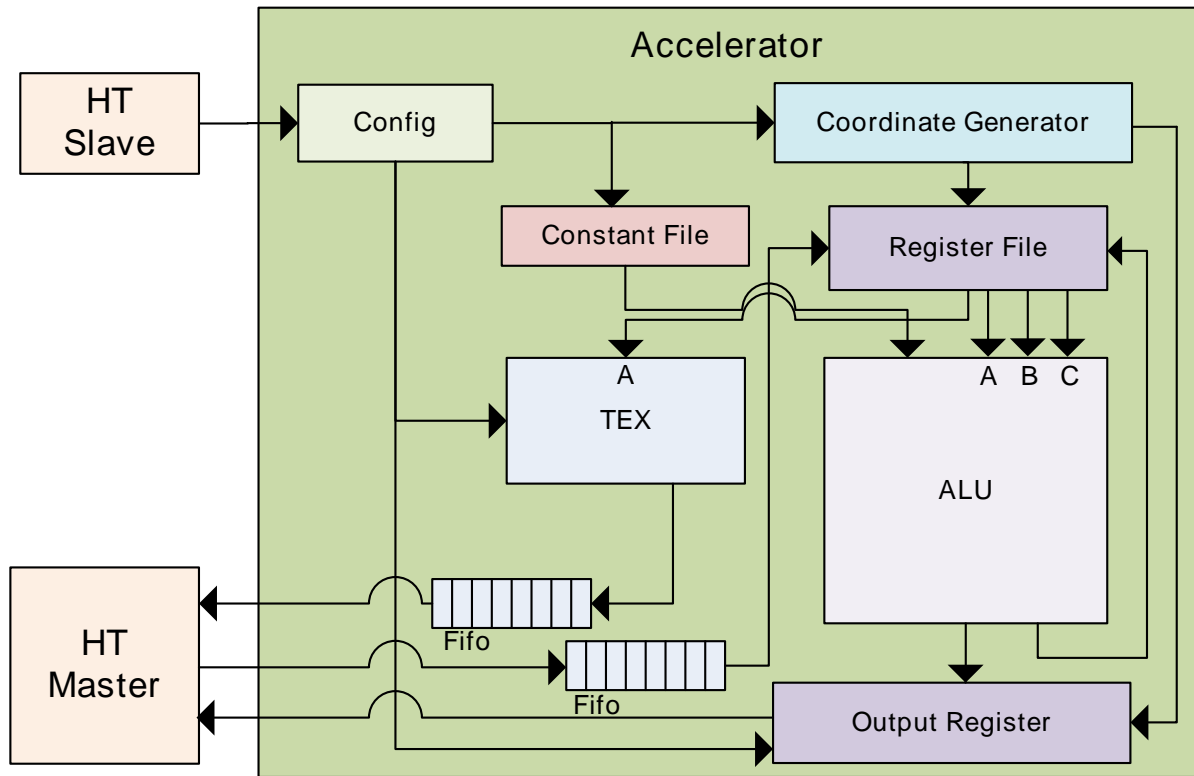 Accelerator
HT
Slave
Config
Coordinate Generator
Constant File
Register File
A
TEX
A B C
ALU
Fifo
HT
Master
Fifo
Output Register